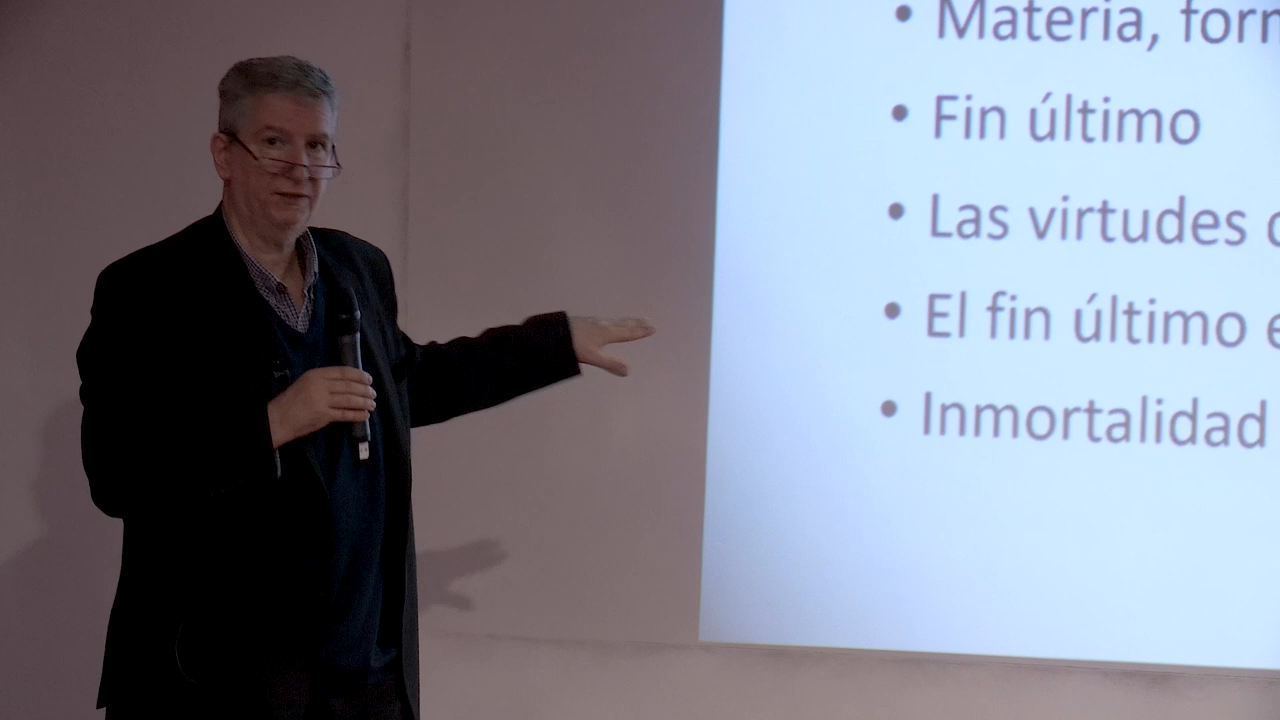 • Materia,
• Fin último
• Las virtudes
• El fin último
• Inmortalidad